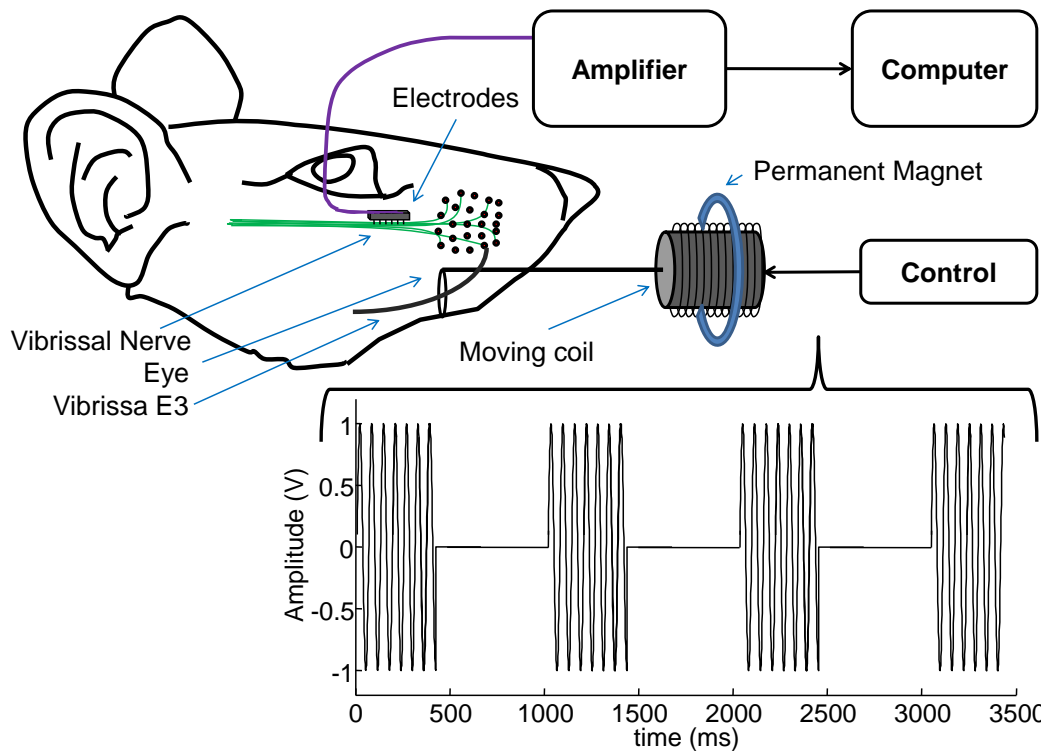 Amplifier
Computer
Electrodes
Permanent Magnet
Control
Vibrissal Nerve
Eye
Vibrissa E3
Moving coil
Amplitude (V)
1
0.5
0
-0.5
-1
0 500 1000 1500 2000 2500 3000 3500
time (ms)